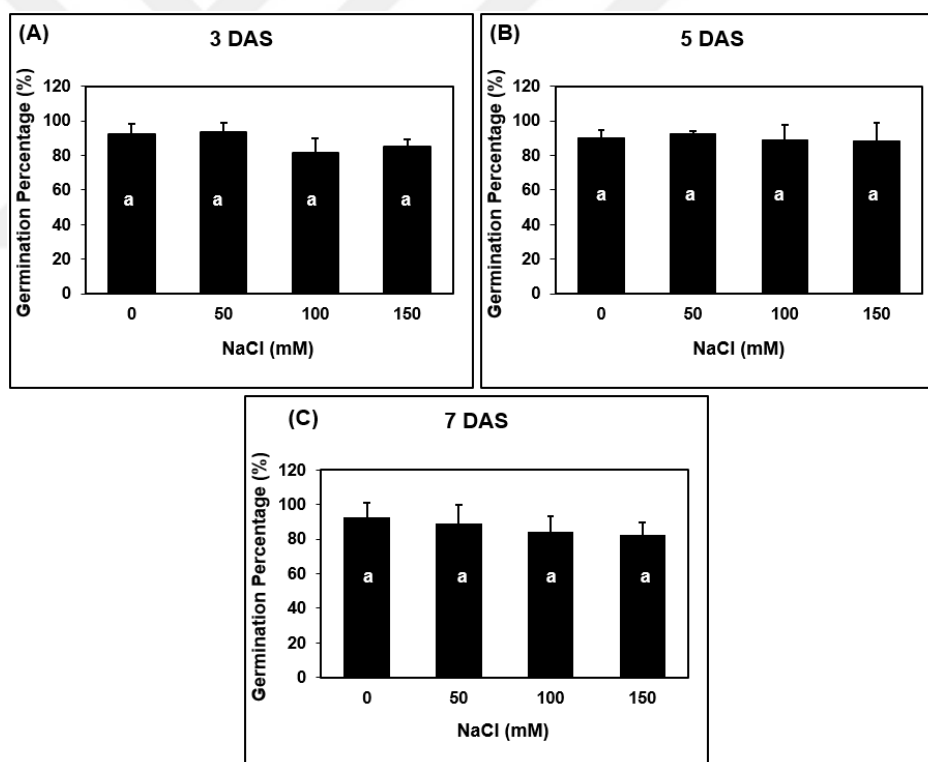 (A)
3 DAS
Germination Percentage (%)
120
100
80
60
40
20
0
a a a a
0 50 100 150
NaCl (mM)
(B)
5 DAS
Germination Percentage (%)
120
100
80
60
40
20
0
a a a a
0 50 100 150
NaCl (mM)
(C)
7 DAS
Germination Percentage (%)
120
100
80
60
40
20
0
a a a a
0 50 100 150
NaCl (mM)